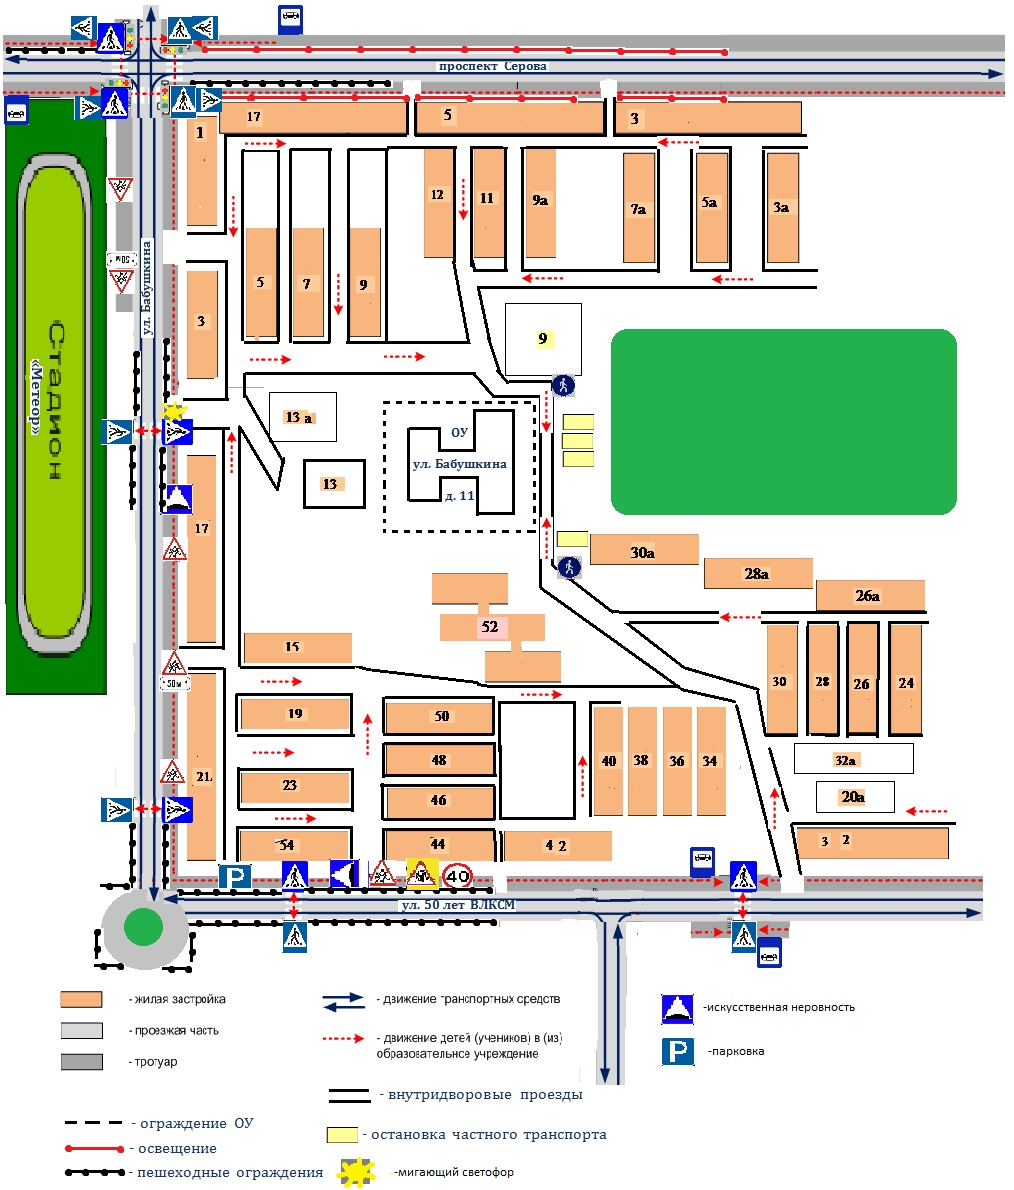 проспект Серова
17
5
3
1
12
11
9а
7а
5а
3а
50м
ул. Бабушкина
5
7
9
3
9
Стадион
«Метеор»
13 а
ОУ
ул. Бабушкина
д. 11
13
17
30а
28а
26а
52
15
50м
30
28
26
24
19
50
48
40
38
36
34
32а
21
23
46
20а
54
44
4 2
3 2
P
40
ул. 50 лет ВЛКСМ
- жилая застройка
- проезжая часть
- тротуар
- движение транспортных средств
- движение детей (учеников) в (из)
образовательное учреждение
-искусственная неровность
P
-парковка
- внутридворовые проезды
- ограждение ОУ
- освещение
- пешеходные ограждения
- остановка частного транспорта
-мигающий светофор